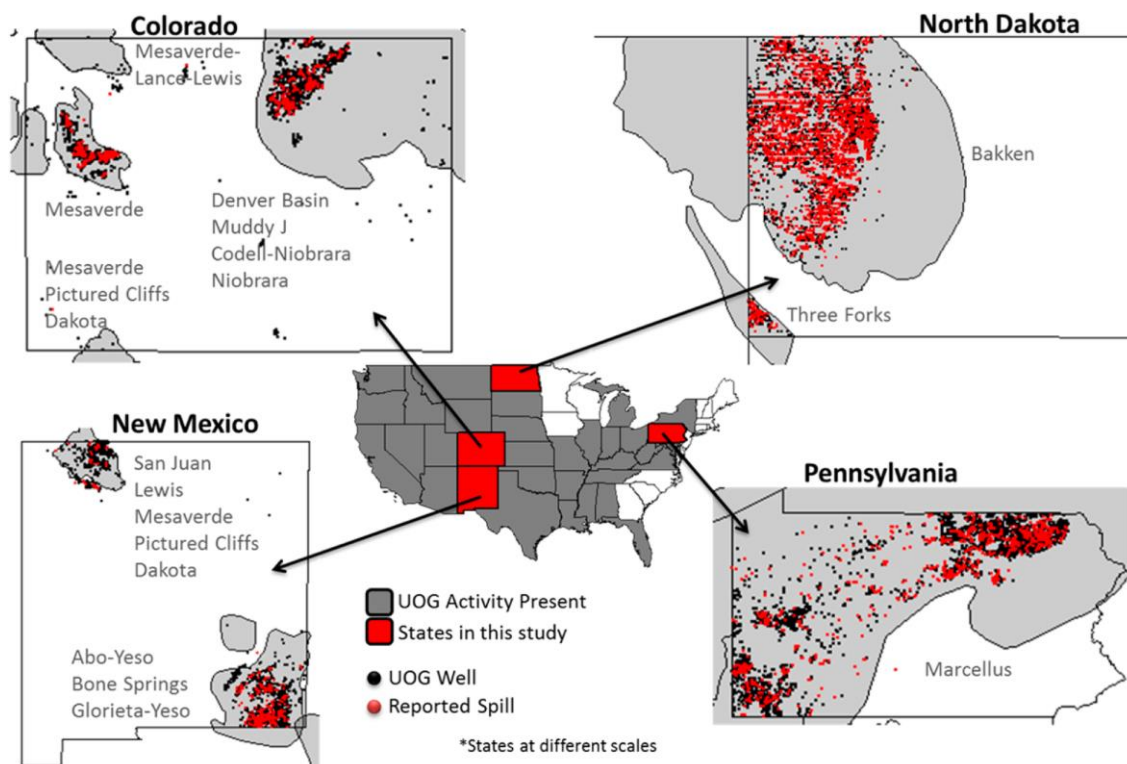 Colorado
Mesaverde-
Lance-Lewis
Mesaverde
Denver Basin
Muddy J
Codell-Niobrara
Niobrara
Mesaverde
Pictured Cliffs
Dakota
North Dakota
Bakken
Three Forks
New Mexico
San Juan
Lewis
Mesaverde
Pictured Cliffs
Dakota
Abo-Yeso
Bone Springs
Glorieta-Yeso
Pennsylvania
Marcellus
UOG Activity Present
States in this study
UOG Well
Reported Spill
*States at different scales